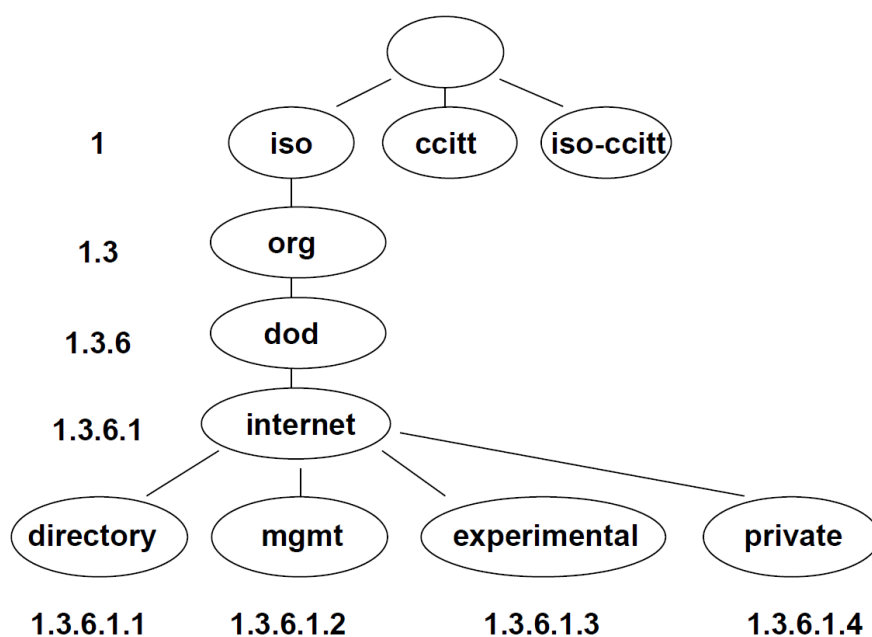 1 iso ccitt iso-ccitt
1.3 org
1.3.6 dod
1.3.6.1 internet
directory mgmt experimental private
1.3.6.1.1 1.3.6.1.2 1.3.6.1.3 1.3.6.1.4